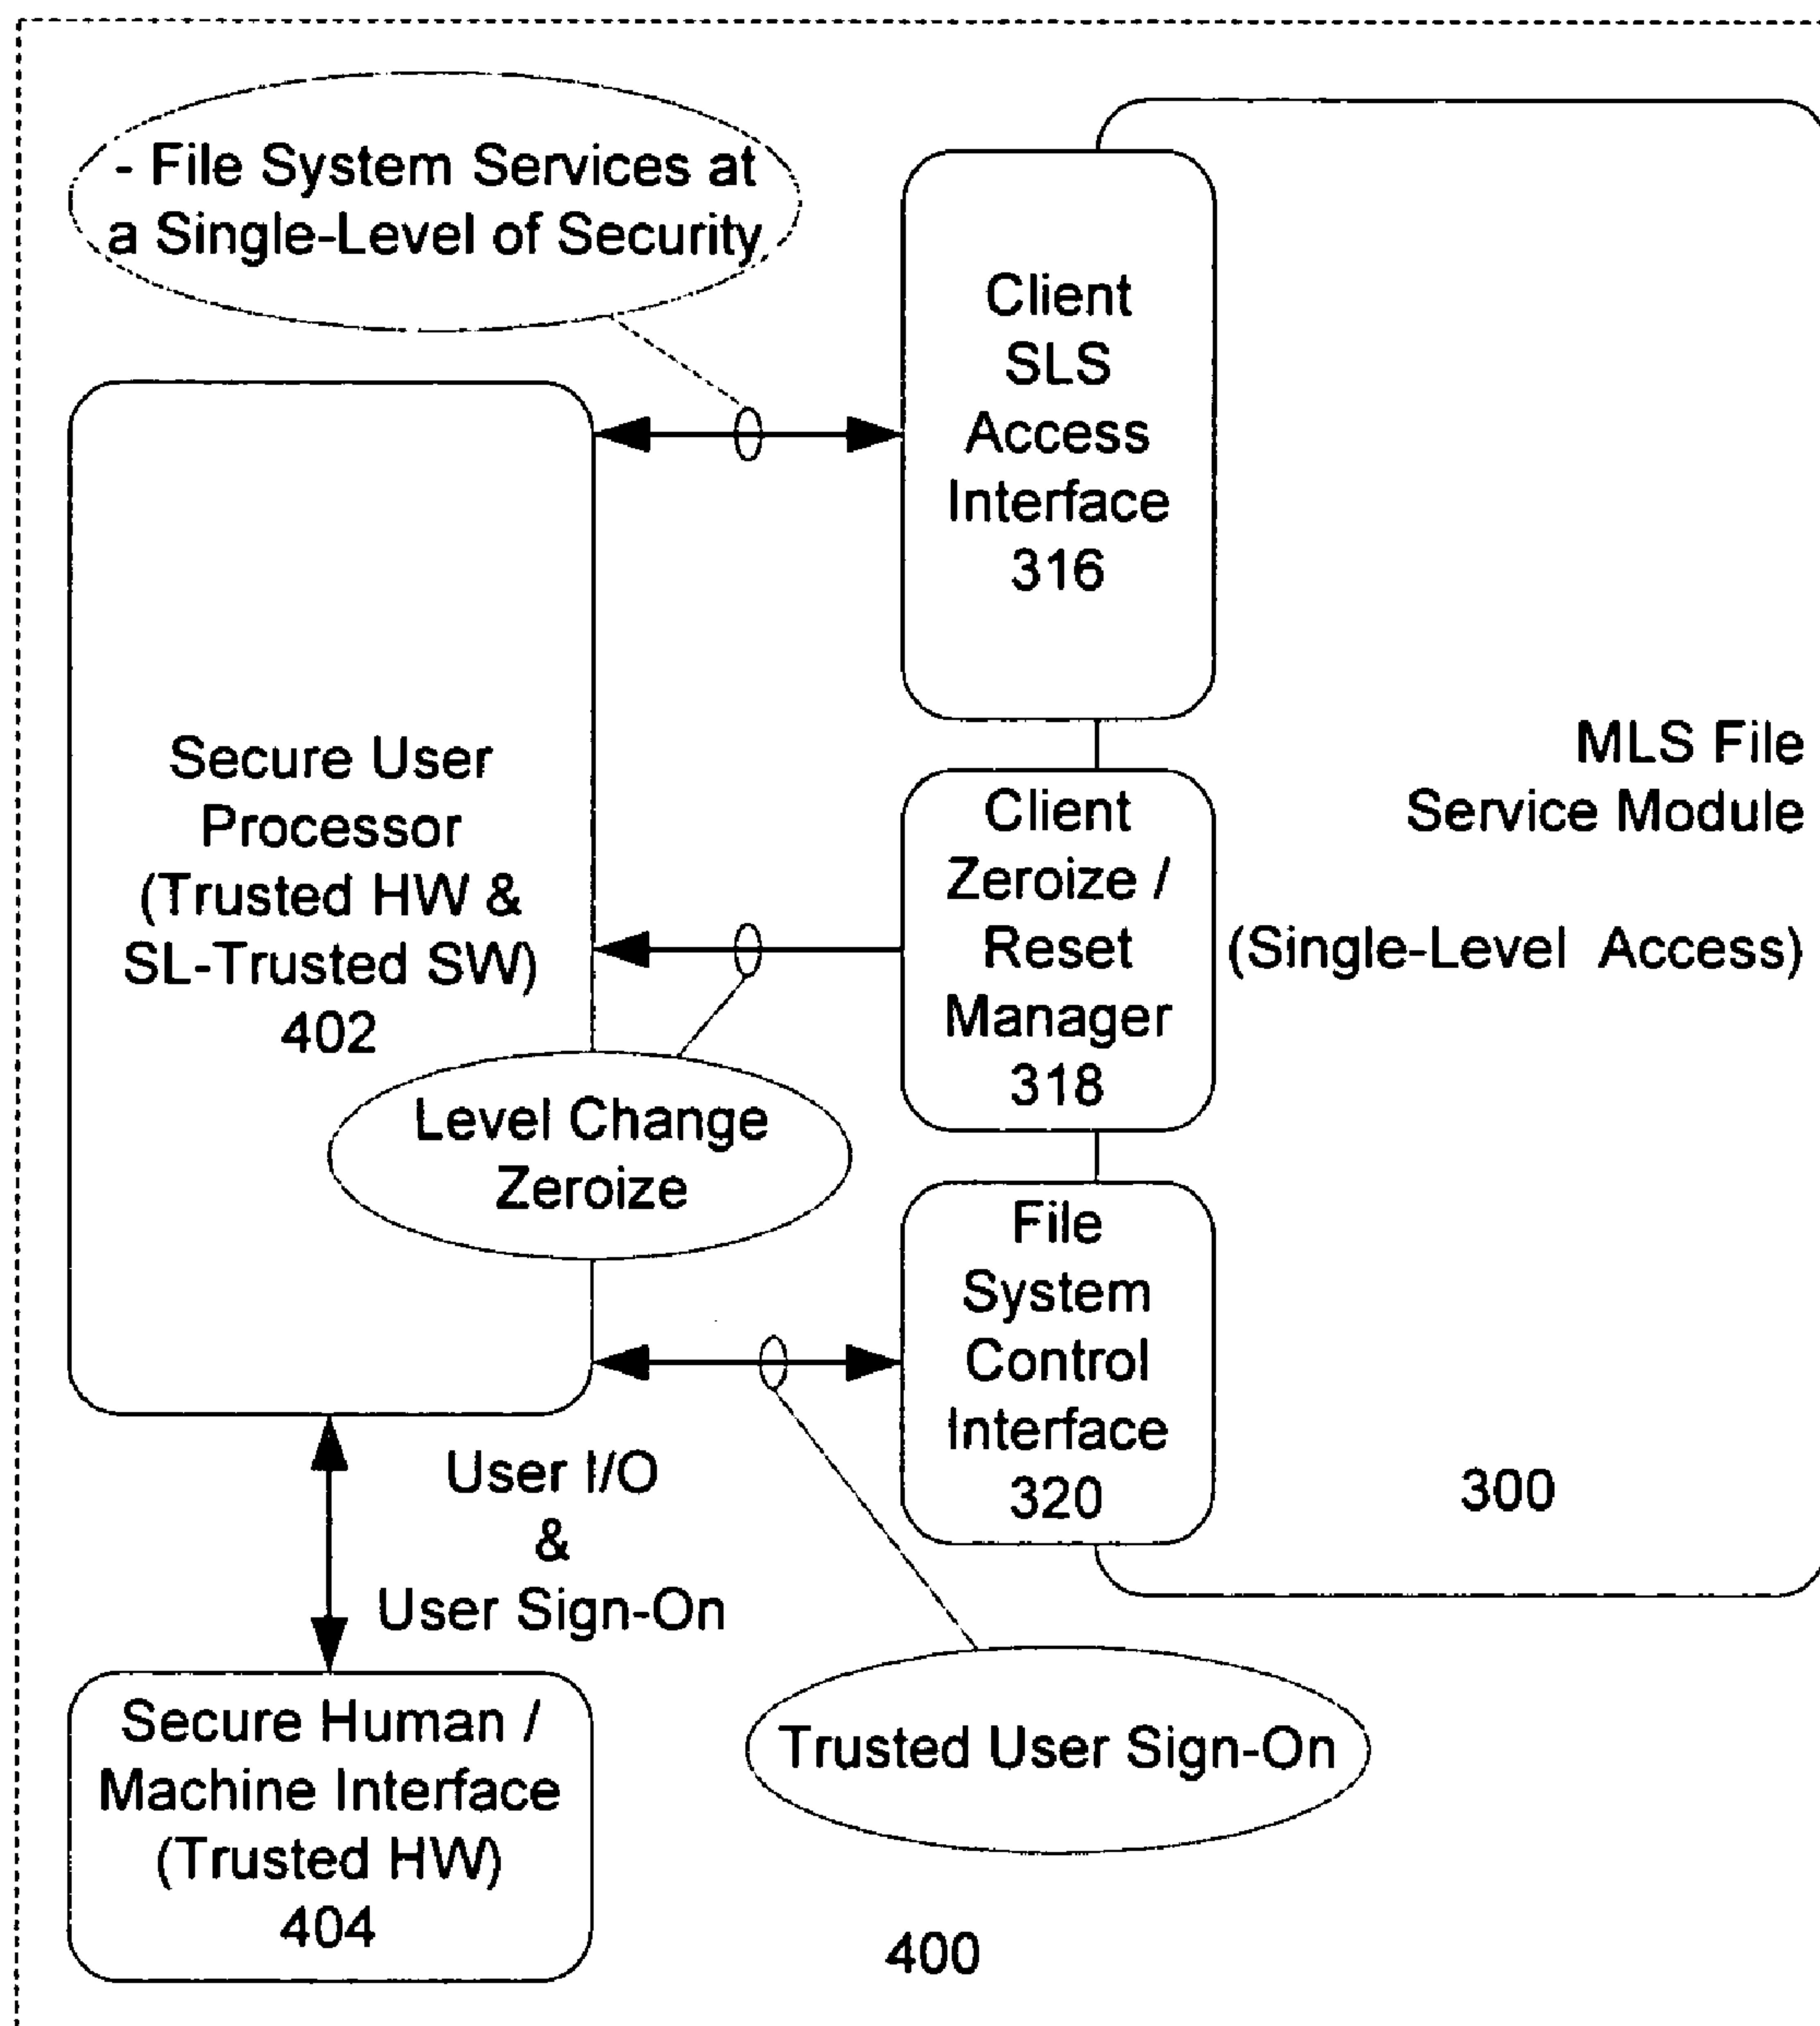 - File System Services at
a Single-Level of Security
Client
SLS
Access
Interface
316
Secure User
Processor
(Trusted HW &
SL-Trusted SW)
402
Client
Zeroize /
Reset
Manager
318
MLS File
Service Module
(Single-Level Access)
Level Change
Zeroize
File
System
Control
Interface
320
300
User I/O
&
User Sign-On
Secure Human /
Machine Interface
(Trusted HW)
404
Trusted User Sign-On
400